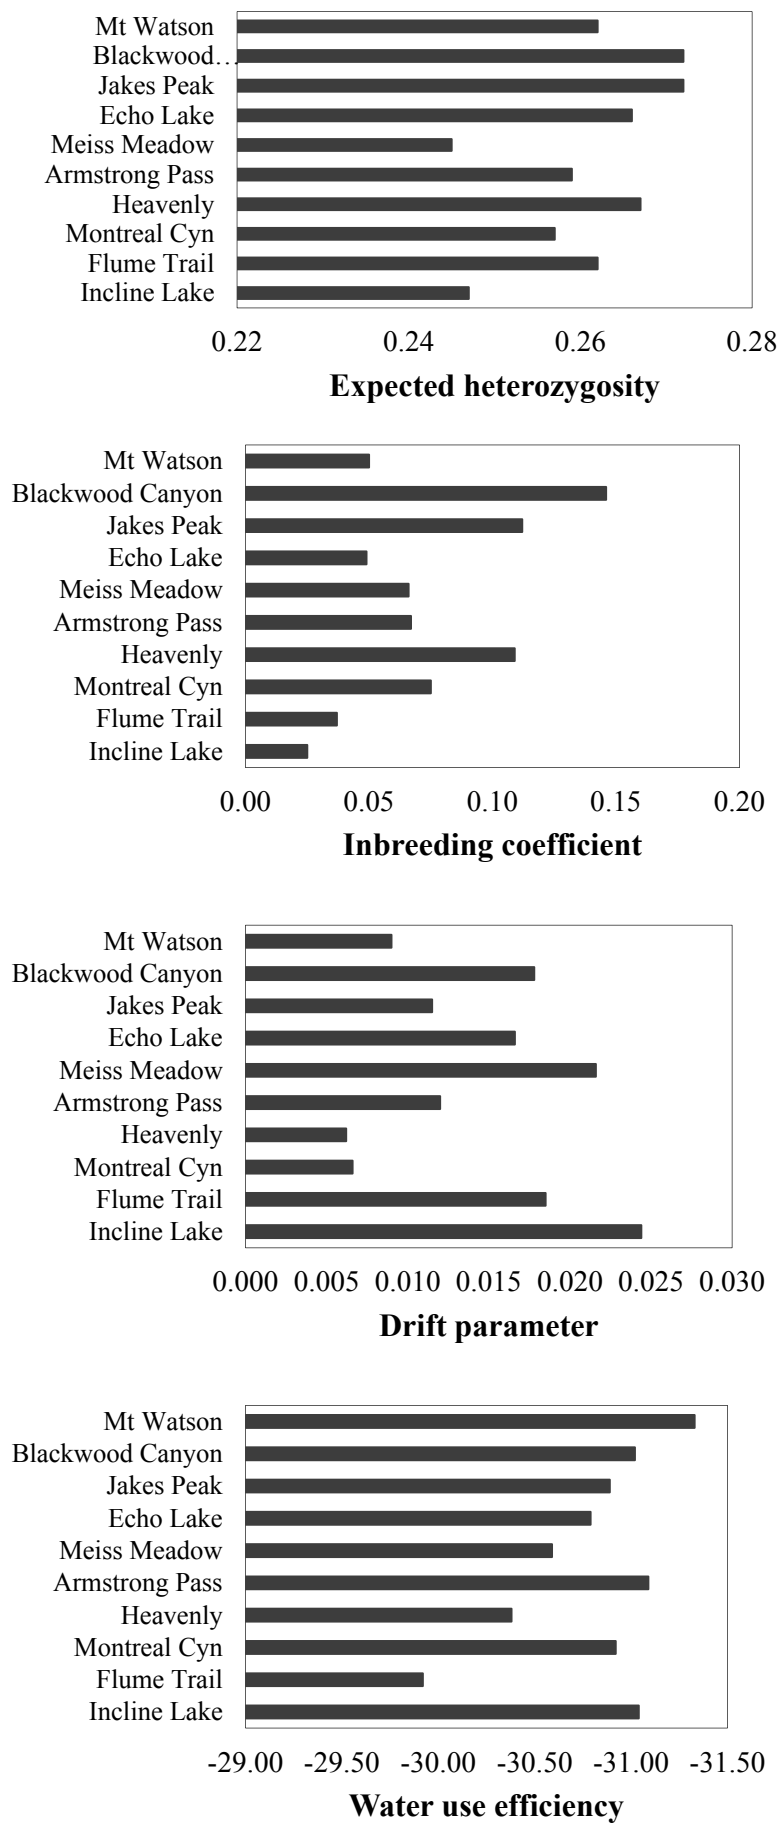 Mt Watson
Blackwood…
Jakes Peak
Echo Lake
Meiss Meadow
Armstrong Pass
Heavenly
Montreal Cyn
Flume Trail
Incline Lake
0.22 0.24 0.26 0.28
Expected heterozygosity
Mt Watson
Blackwood Canyon
Jakes Peak
Echo Lake
Meiss Meadow
Armstrong Pass
Heavenly
Montreal Cyn
Flume Trail
Incline Lake
0.00 0.05 0.10 0.15 0.20
Inbreeding coefficient
Mt Watson
Blackwood Canyon
Jakes Peak
Echo Lake
Meiss Meadow
Armstrong Pass
Heavenly
Montreal Cyn
Flume Trail
Incline Lake
0.000 0.005 0.010 0.015 0.020 0.025 0.030
Drift parameter
Mt Watson
Blackwood Canyon
Jakes Peak
Echo Lake
Meiss Meadow
Armstrong Pass
Heavenly
Montreal Cyn
Flume Trail
Incline Lake
-29.00 -29.50 -30.00 -30.50 -31.00 -31.50
Water use efficiency